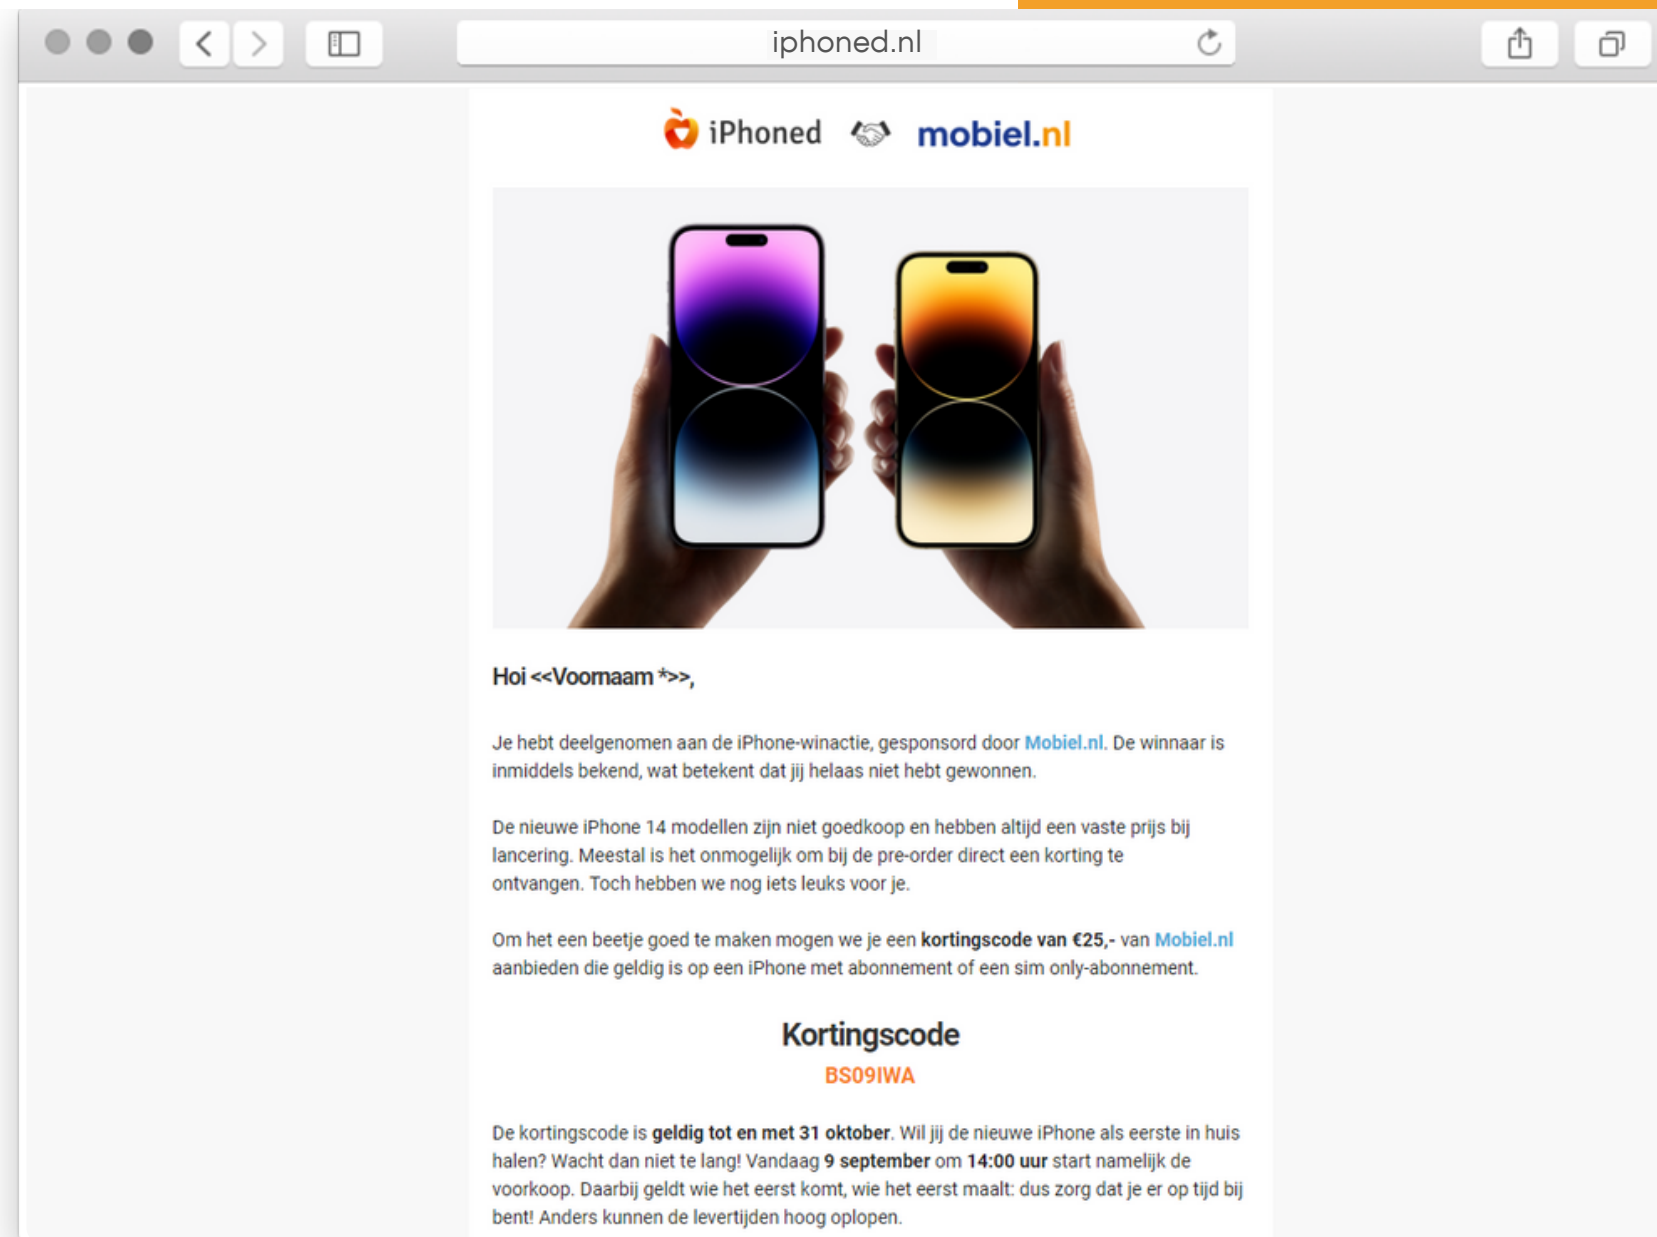 iphoned.nl
iPhoned mobiel.nl
Hoi <<Voornaam *>>,
Je hebt deelgenomen aan de iPhone-winactie, gesponsord door Mobiel.nl. De winnaar is
inmiddels bekend, wat betekent dat jij helaas niet hebt gewonnen.
De nieuwe iPhone 14 modellen zijn niet goedkoop en hebben altijd een vaste prijs bij
lancering. Meestal is het onmogelijk om bij de pre-order direct een korting te
ontvangen. Toch hebben we nog iets leuks voor je.
Om het een beetje goed te maken mogen we je een kortingscode van €25,- van Mobiel.nl
aanbieden die geldig is op een iPhone met abonnement of een sim only-abonnement.
Kortingscode
BS09IWA
De kortingscode is geldig tot en met 31 oktober. Wil jij de nieuwe iPhone als eerste in huis
halen? Wacht dan niet te lang! Vandaag 9 september om 14:00 uur start namelijk de
voorkoop. Daarbij geldt wie het eerst komt, wie het eerst maalt: dus zorg dat je er op tijd bij
bent! Anders kunnen de levertijden hoog oplopen.